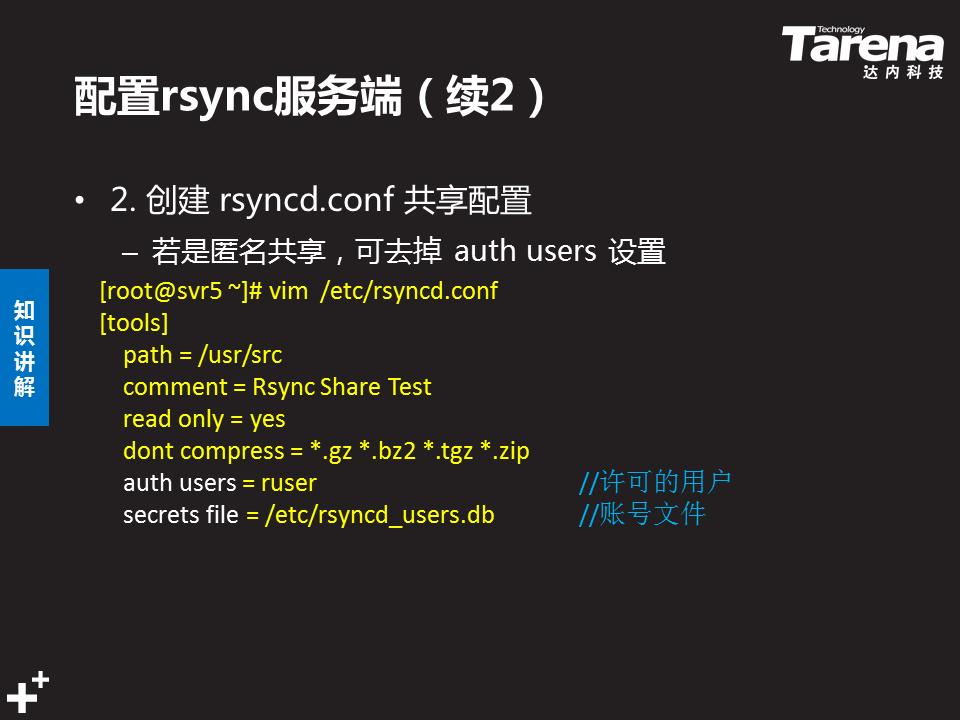 Technology
Tarena
达内科技
配置rsync服务端（续2）
• 2. 创建 rsyncd.conf 共享配置
– 若是匿名共享，可去掉 auth users 设置
知识讲解
[root@svr5 ~]# vim /etc/rsyncd.conf
[tools]
path = /usr/src
comment = Rsync Share Test
read only = yes
dont compress = *.gz *.bz2 *.tgz *.zip
auth users = ruser //许可的用户
secrets file = /etc/rsyncd_users.db //账号文件